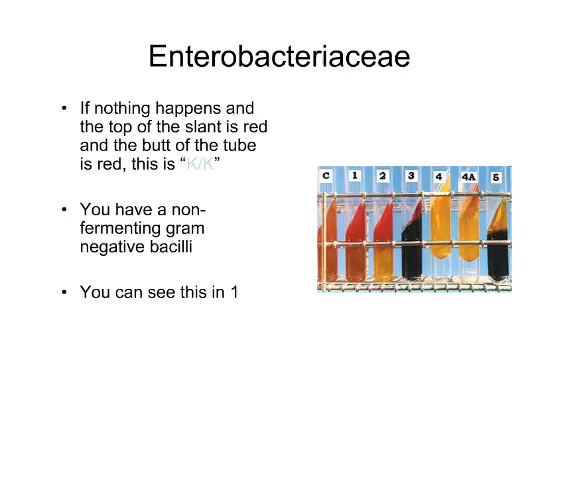 Enterobacteriaceae
• If nothing happens and
the top of the slant is red
and the butt of the tube
is red, this is “K/K”
• You have a non-
fermenting gram
negative bacilli
• You can see this in 1
C 1 2 3 4 4A 5